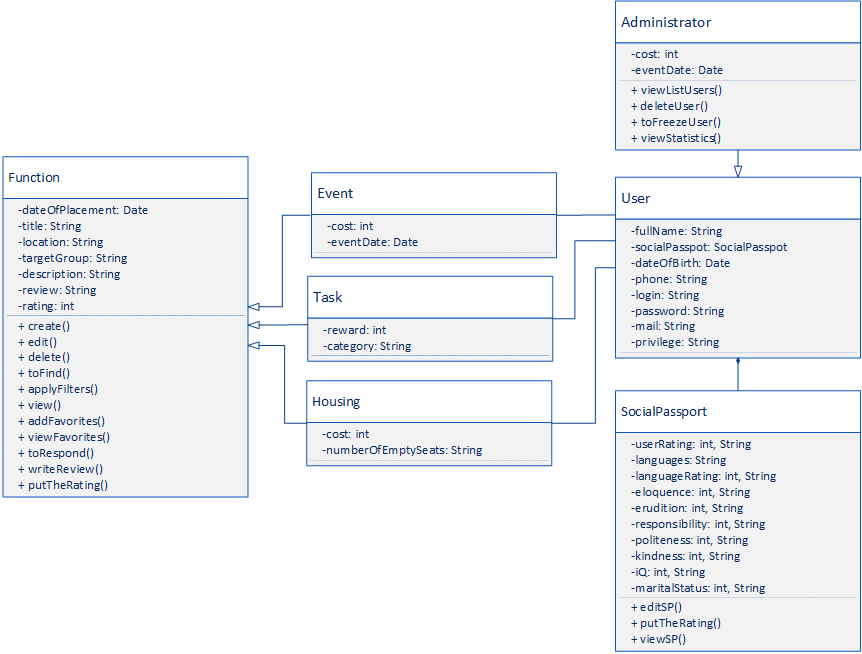 Administrator
-cost: int
-eventDate: Date
+ viewListUsers()
+ deleteUser()
+ toFreezeUser()
+ viewStatistics()
Function
-dateOfPlacement: Date
-title: String
-location: String
-targetGroup: String
-description: String
-review: String
-rating: int
+ create()
+ edit()
+ delete()
+ toFind()
+ applyFilters()
+ view()
+ addFavorites()
+ viewFavorites()
+ toRespond()
+ writeReview()
+ putTheRating()
Event
-cost: int
-eventDate: Date
Task
-reward: int
-category: String
Housing
-cost: int
-numberOfEmptySeats: String
User
-fullName: String
-socialPasspot: SocialPasspot
-dateOfBirth: Date
-phone: String
-login: String
-password: String
-mail: String
-privilege: String
SocialPassport
-userRating: int, String
-languages: String
-languageRating: int, String
-eloquence: int, String
-erudition: int, String
-responsibility: int, String
-politeness: int, String
-kindness: int, String
-iQ: int, String
-maritalStatus: int, String
+ editSP()
+ putTheRating()
+ viewSP()